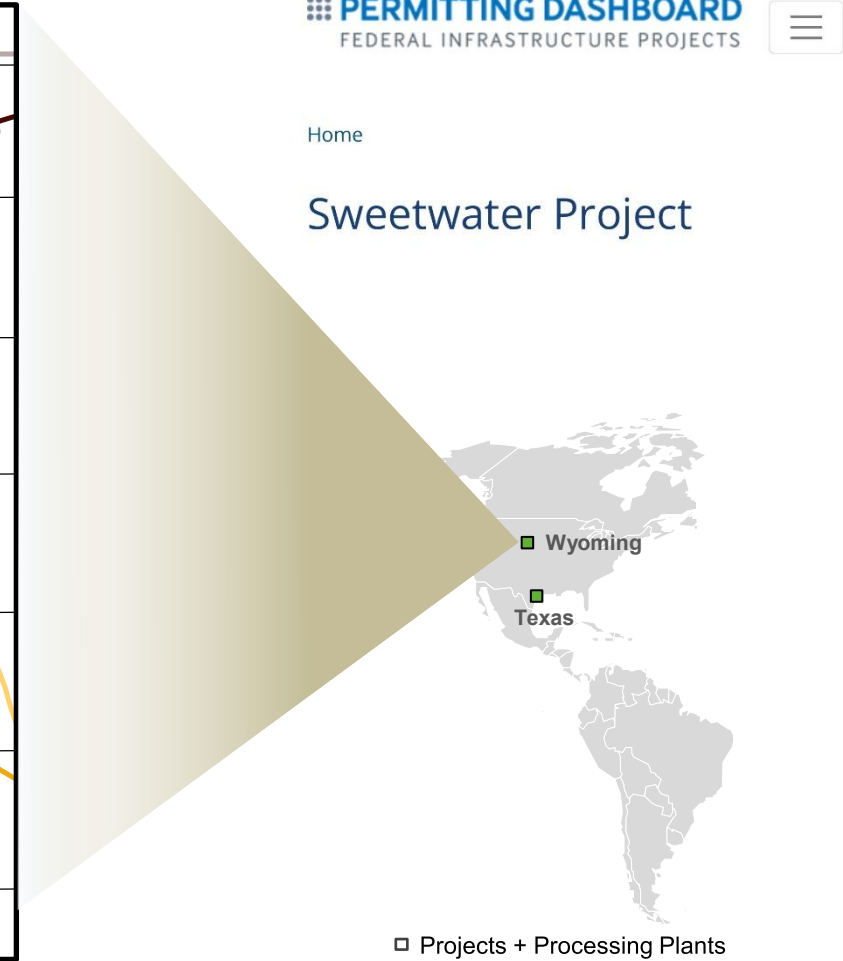 PERMITTING DASHBOARD
FEDERAL INFRASTRUCTURE PROJECTS
Home
Sweetwater Project
Wyoming
Texas
Projects + Processing Plants